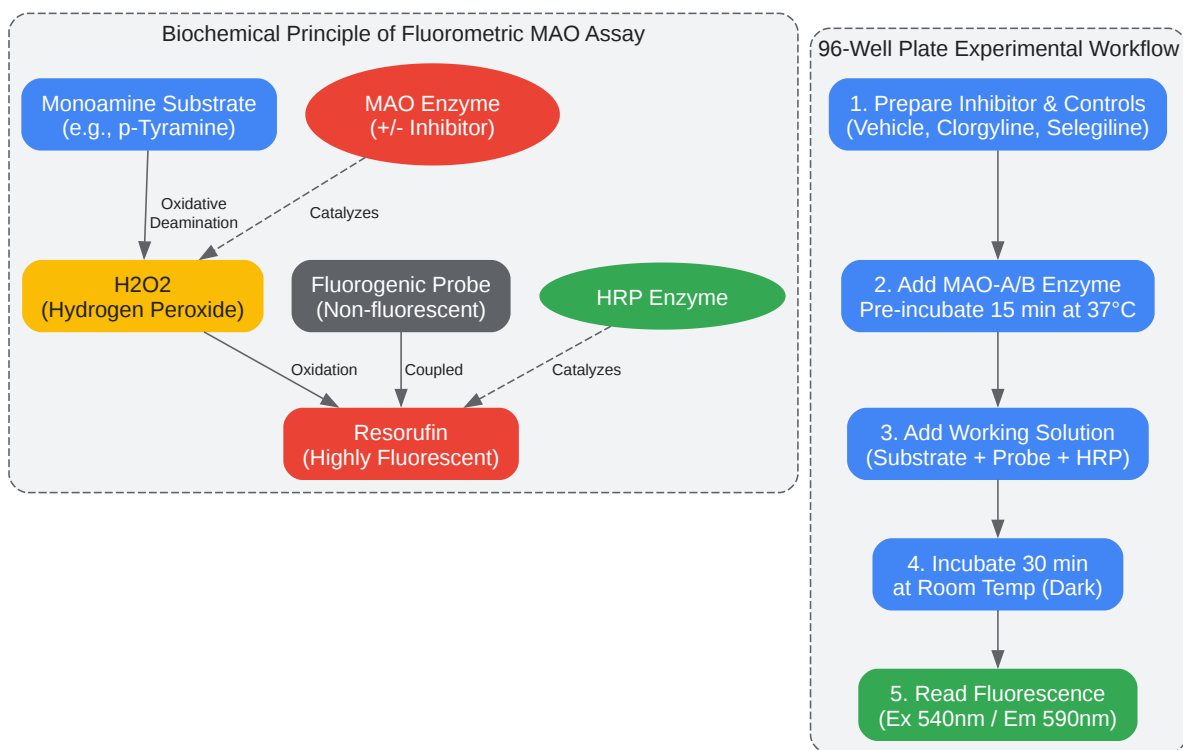 Biochemical Principle of Fluorometric MAO Assay
Monoamine Substrate
(e.g., p-Tyramine)
MAO Enzyme
(+/- Inhibitor)
Oxidative
Deamination
Catalyzes
H2O2
(Hydrogen Peroxide)
Fluorogenic Probe
(Non-fluorescent)
HRP Enzyme
Oxidation
Coupled
Catalyzes
Resorufin
(Highly Fluorescent)
96-Well Plate Experimental Workflow
1. Prepare Inhibitor & Controls
(Vehicle, Clorgyline, Selegiline)
2. Add MAO-A/B Enzyme
Pre-incubate 15 min at 37°C
3. Add Working Solution
(Substrate + Probe + HRP)
4. Incubate 30 min
at Room Temp (Dark)
5. Read Fluorescence
(Ex 540nm / Em 590nm)